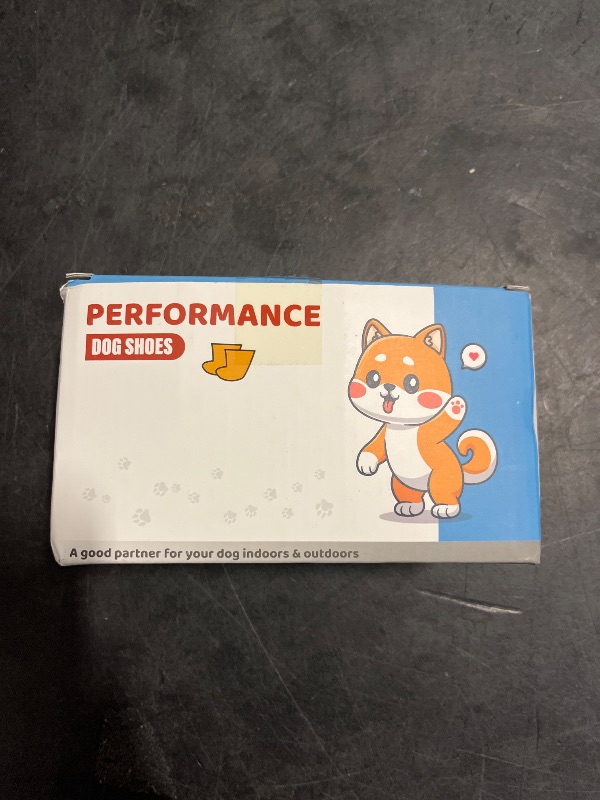 PERFORMANCE
DOG SHOES
A good partner for your dog indoors & outdoors